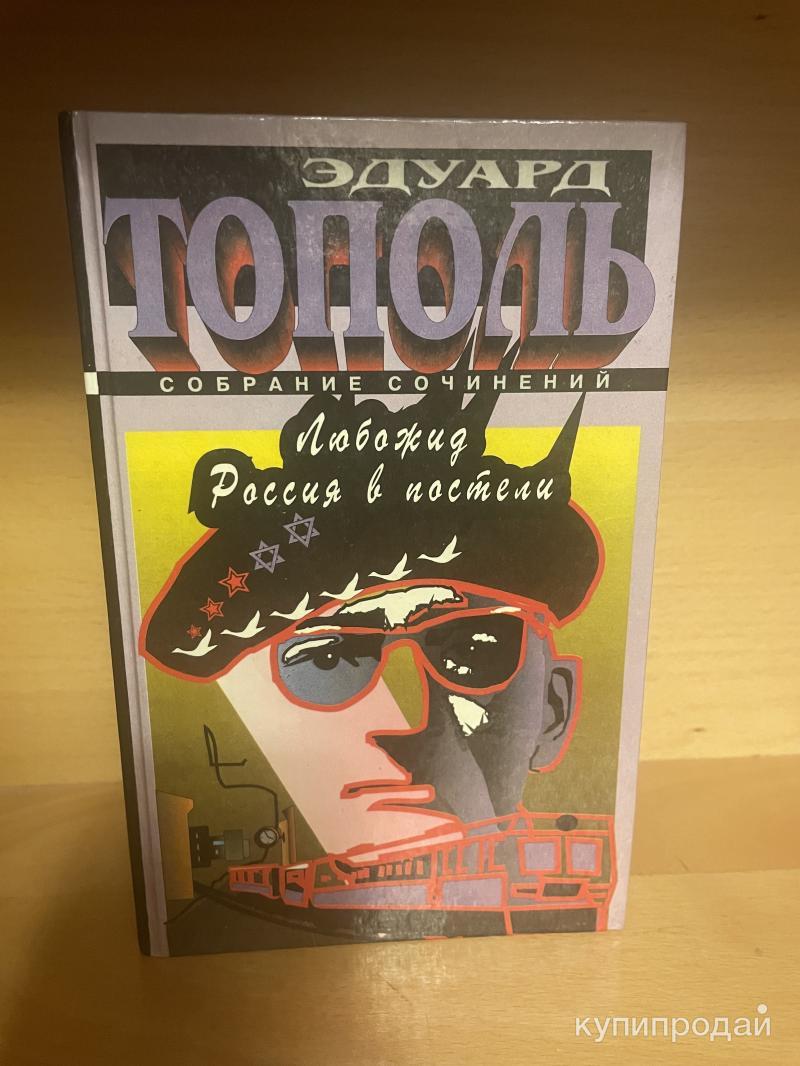 ЭДУАРД
ТОПОЛЬ
СОБРАНИЕ СОЧИНЕНИЙ
Любожид
Россия в постели
купипродай